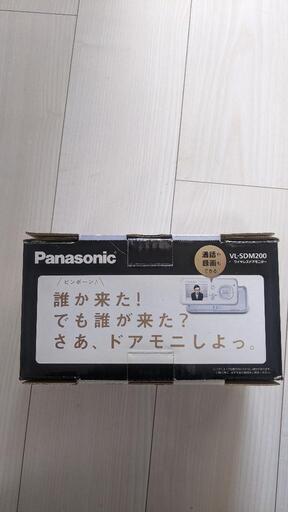 Panasonic
通話や
録画も
できる
VL-SDM200
ワイヤレスドアモニター
ピンポーン♪
誰か来た!
でも誰が来た?
さあ、ドアモニしよっ。